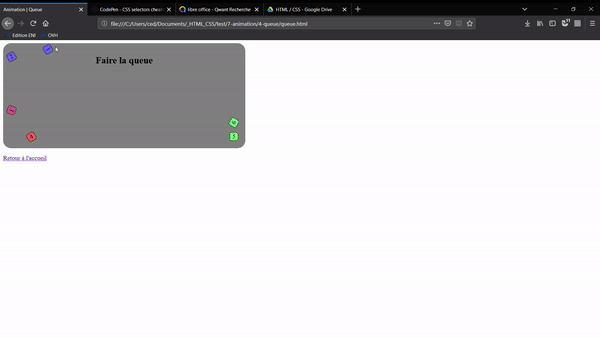 Animation | Queue
CodePen - CSS selectors cheat
libre office - Qwant Recherche
HTML / CSS - Google Drive
file:///C:/Users/ced/Documents/_HTML_CSS/test/7-animation/4-queue/queue.html
Edition ENI
OVH
Faire la queue
Retour à l'accueil